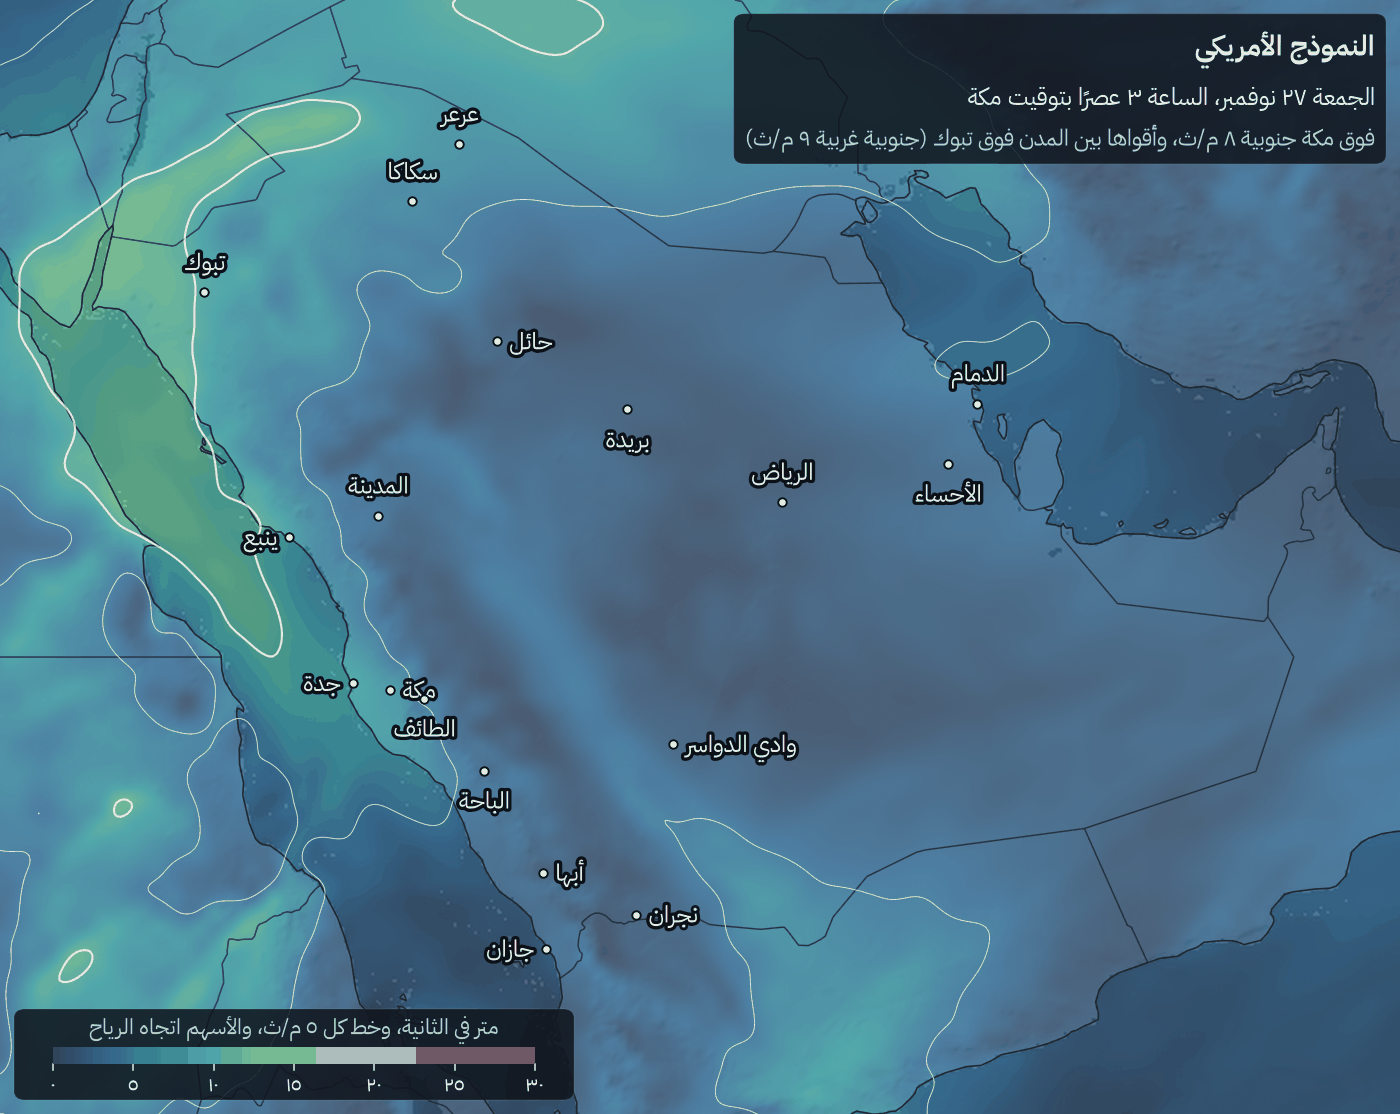 النموذج الأمريكي
الجمعة ٢٧ نوفمبر، الساعة ٣ عصرًا بتوقيت مكة
فوق مكة جنوبية ٨ م/ث، وأقواها بين المدن فوق تبوك (جنوبية غربية ٩ م/ث)
عرعر
سكاكا
تبوك
حائل
الدمام
بريدة
الرياض
المدينة
الأحساء
ينبع
جدة
مكة
الطائف
وادي الدواسر
الباحة
أبها
نجران
جازان
متر في الثانية، وخط كل ٥ م/ث، والأسهم اتجاه الرياح
٠ ٥ ١٠ ١٥ ٢٠ ٢٥ ٣٠